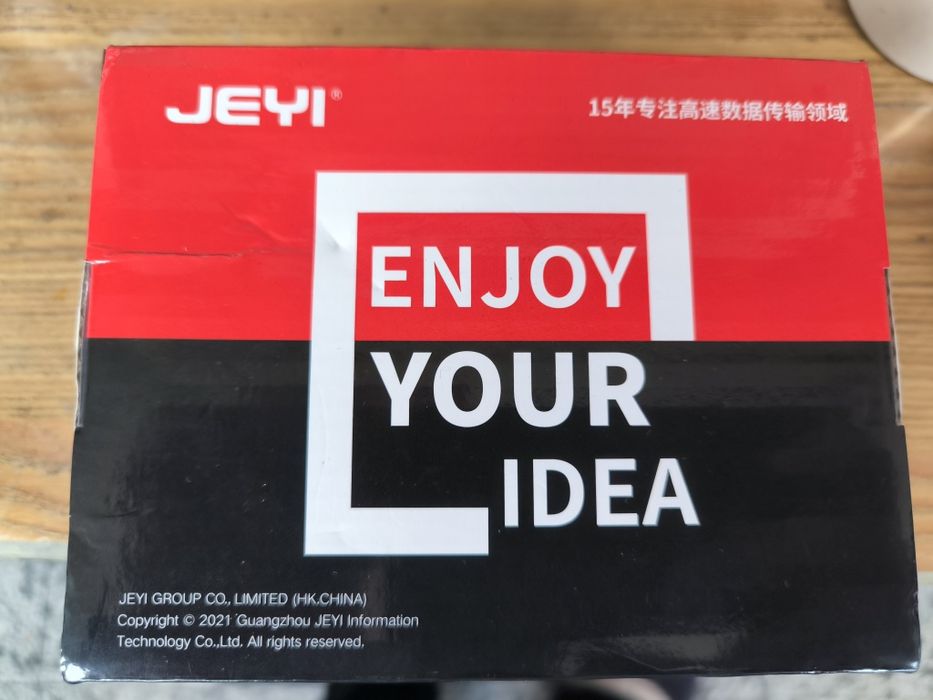 JEYI®
15年专注高速数据传输领域
ENJOY
YOUR
IDEA
JEYI GROUP CO., LIMITED (HK.CHINA)
Copyright © 2021 Guangzhou JEYI Information
Technology Co.,Ltd. All rights reserved.